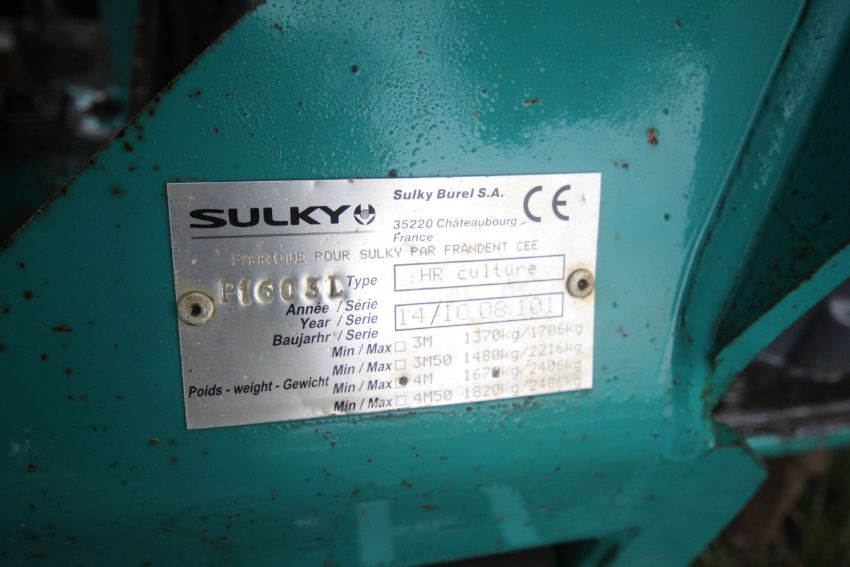 SULKY
Sulky Burel S.A.
35220 Châteaubourg
France
CE
FABRIQUE POUR SULKY PAR FRANDENT CEE
P1603L Type :HR culture
Année / Série
Year / Serie 14/IC 08 101
Baujarhr / Serie
Min / Max 3M 1370kg/1706kg
Min / Max 3M50 1480kg/2216kg
Poids - weight - Gewicht Min / Max 4M 1670kg/2406kg
Min / Max 4M50 1820kg/2486kg